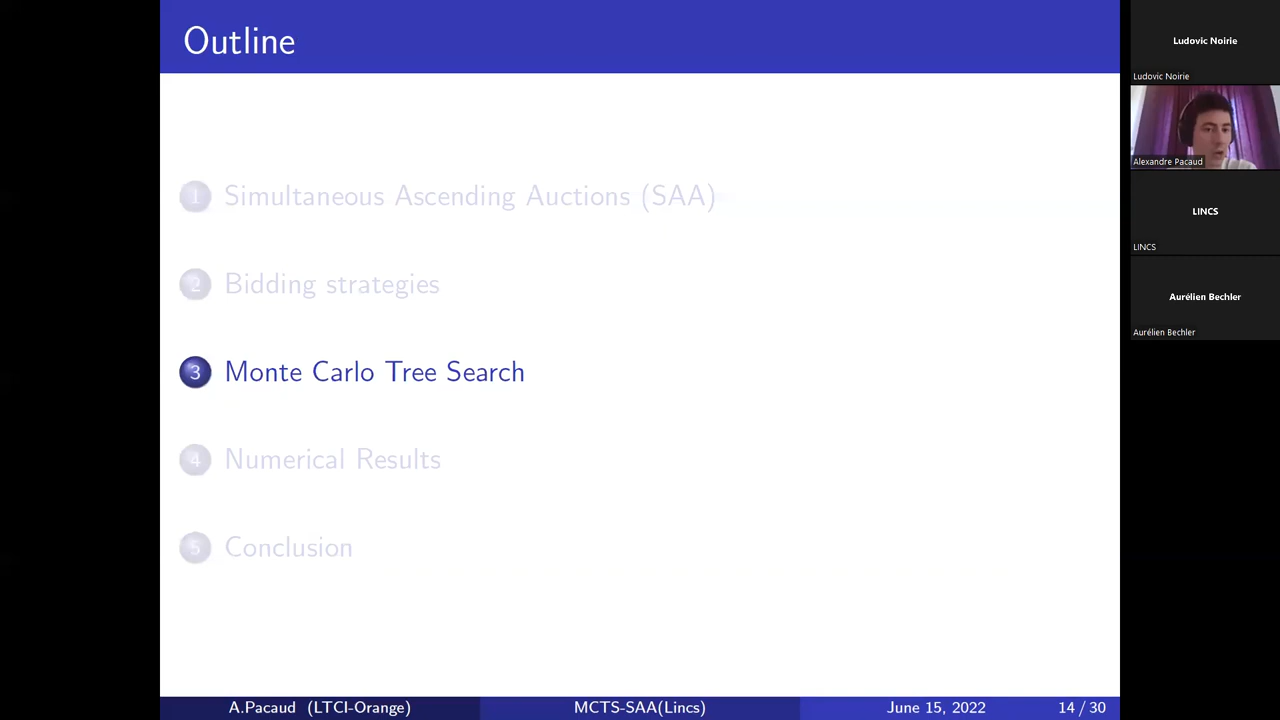 Outline
1 Simultaneous Ascending Auctions (SAA)
2 Bidding strategies
3 Monte Carlo Tree Search
4 Numerical Results
5 Conclusion
A.Pacaud (LTCI-Orange) MCTS-SAA(Lincs) June 15, 2022 14 / 30
Ludovic Noirie
Ludovic Noirie
Alexandre Pacaud
LINCS
LINCS
Aurélien Bechler
Aurélien Bechler